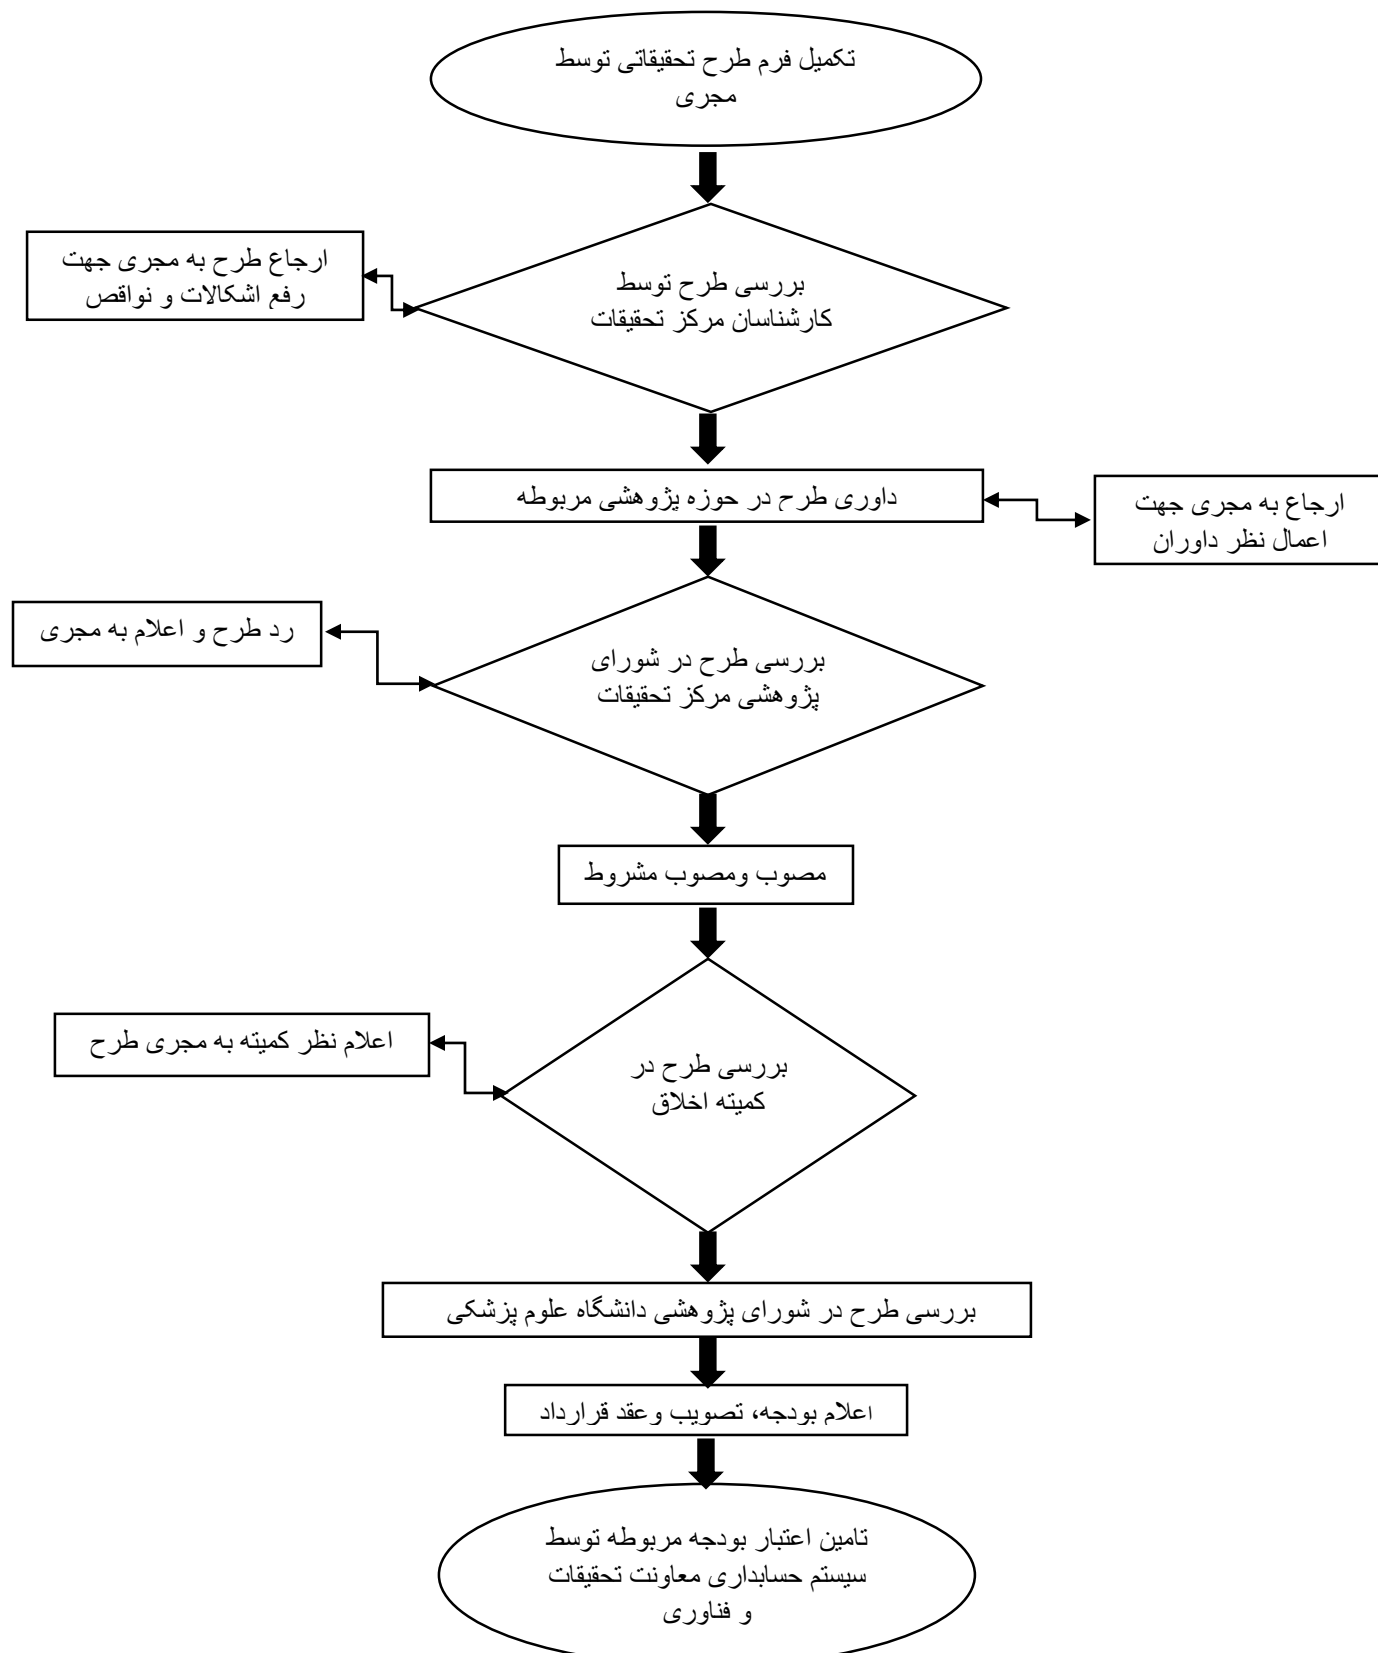 تکمیل فرم طرح تحقیقاتی توسط
مجری
ارجاع طرح به مجری جهت
رفع اشکالات و نواقص
بررسی طرح توسط
کارشناسان مرکز تحقیقات
داوری طرح در حوزه پژوهشی مربوطه
ارجاع به مجری جهت
اعمال نظر داوران
رد طرح و اعلام به مجری
بررسی طرح در شورای
پژوهشی مرکز تحقیقات
مصوب ومصوب مشروط
اعلام نظر کمیته به مجری طرح
بررسی طرح در
کمیته اخلاق
بررسی طرح در شورای پژوهشی دانشگاه علوم پزشکی
اعلام بودجه، تصویب وعقد قرارداد
تامین اعتبار بودجه مربوطه توسط
سیستم حسابداری معاونت تحقیقات
و فناوری